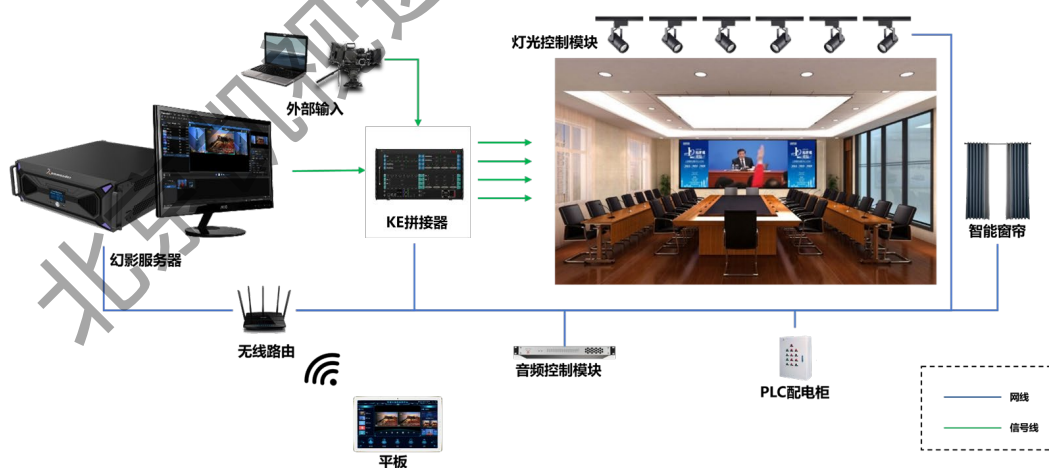 灯光控制模块
外部输入
KE拼接器
智能窗帘
幻影服务器
无线路由
音频控制模块
PLC配电柜
网线
信号线
平板